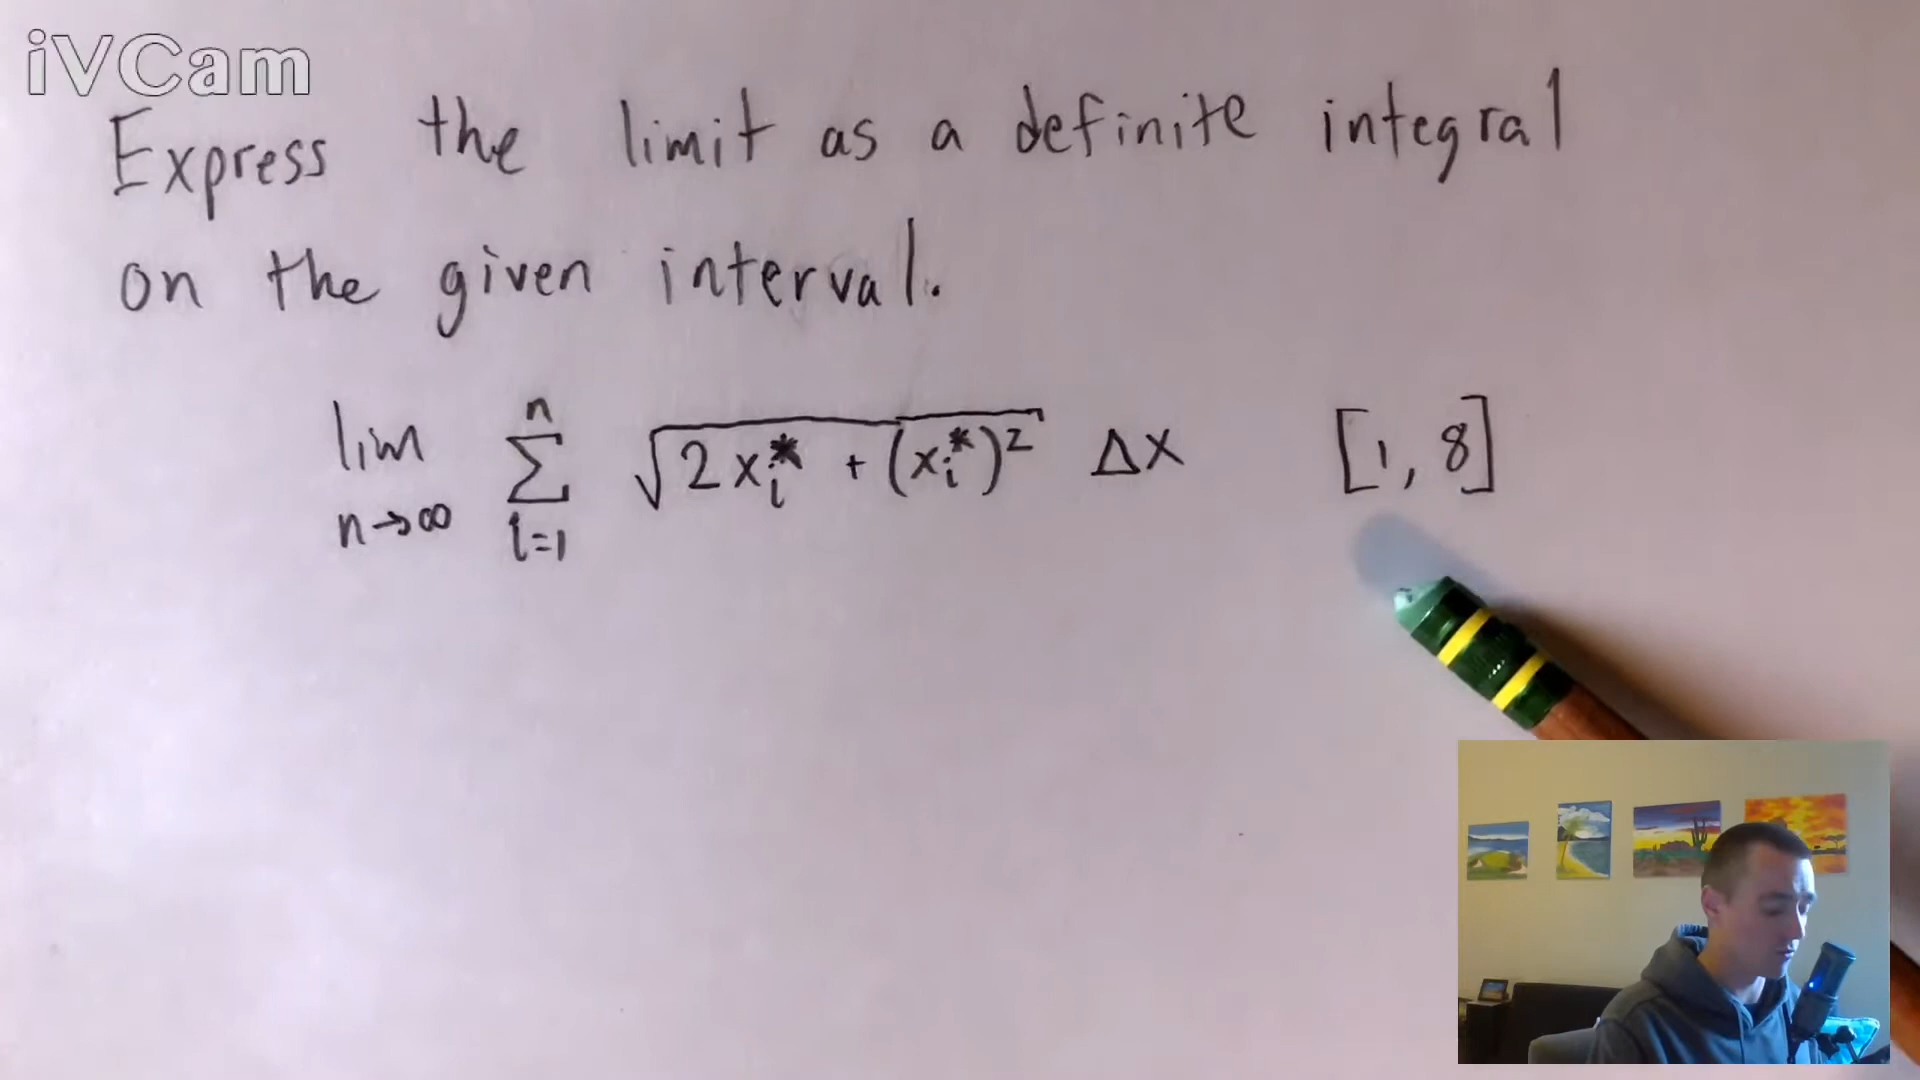 iVCam
Express the limit as a definite integral
on the given interval.
lim n→∞ n Σ i=1 √(2x_i^* + (x_i^*)^2) Δx [1, 8]